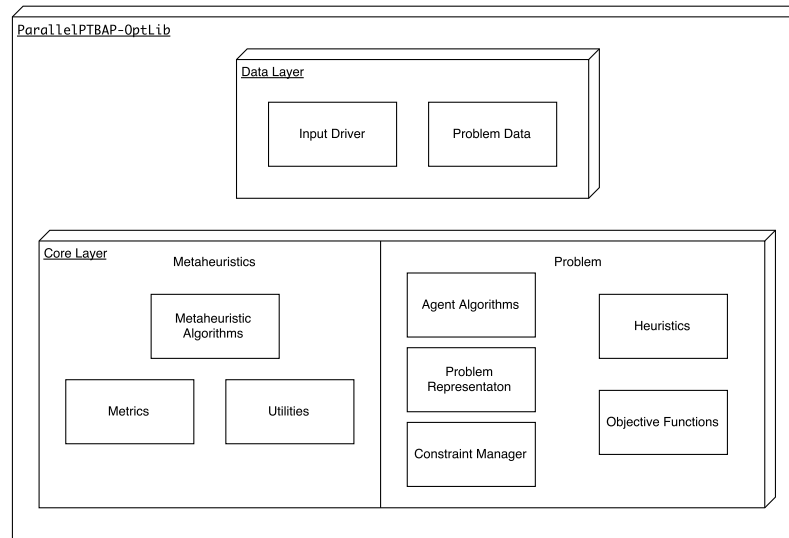 ParallelPTBAP-OptLib
Data Layer
Input Driver
Problem Data
Core Layer
Metaheuristics
Metaheuristic
Algorithms
Metrics
Utilities
Problem
Agent Algorithms
Problem
Representaton
Constraint Manager
Heuristics
Objective Functions